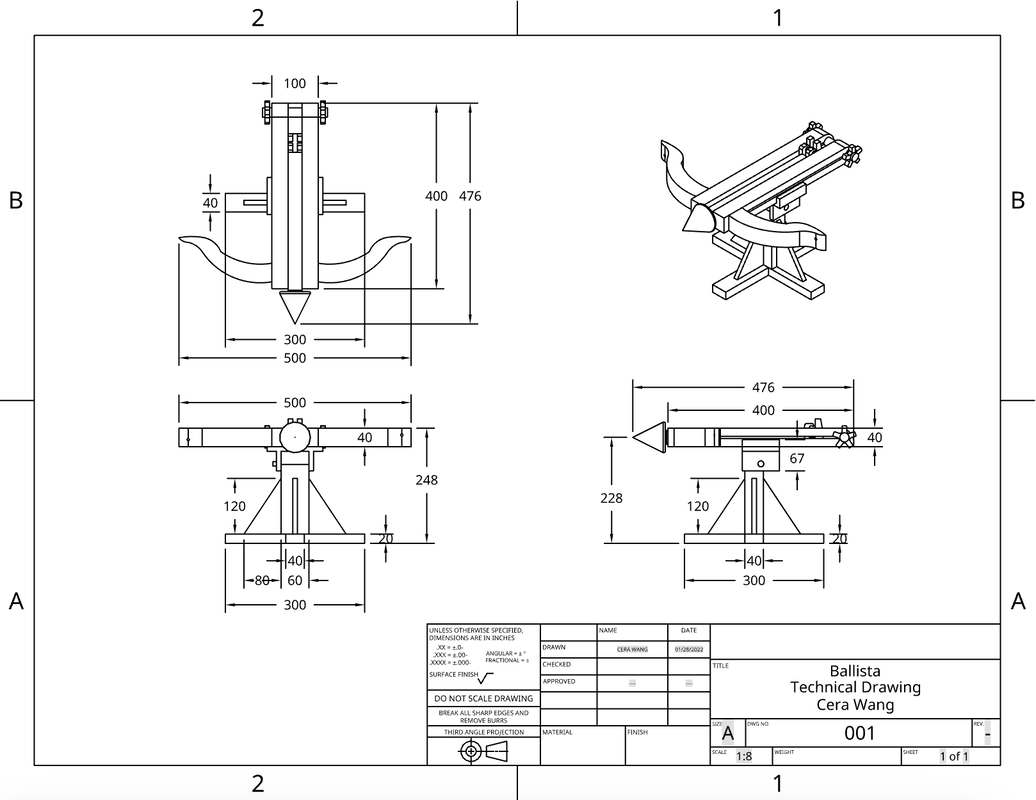 2
1
B
B
A
A
2
1
100
400
476
40
300
500
500
40
248
120
20
40
80
60
300
476
400
40
67
228
120
20
40
300
UNLESS OTHERWISE SPECIFIED,
DIMENSIONS ARE IN INCHES
.XX = ±.0-
.XXX = ±.00-
.XXXX = ±.000-
ANGULAR = ± °
FRACTIONAL = ±
SURFACE FINISH
DO NOT SCALE DRAWING
BREAK ALL SHARP EDGES AND
REMOVE BURRS
THIRD ANGLE PROJECTION
NAME
DATE
DRAWN
CERA WANG
01/28/2022
CHECKED
APPROVED
MATERIAL
FINISH
TITLE
Ballista
Technical Drawing
Cera Wang
SIZE
A
DWG NO.
001
REV.
-
SCALE
1:8
WEIGHT
SHEET
1 of 1